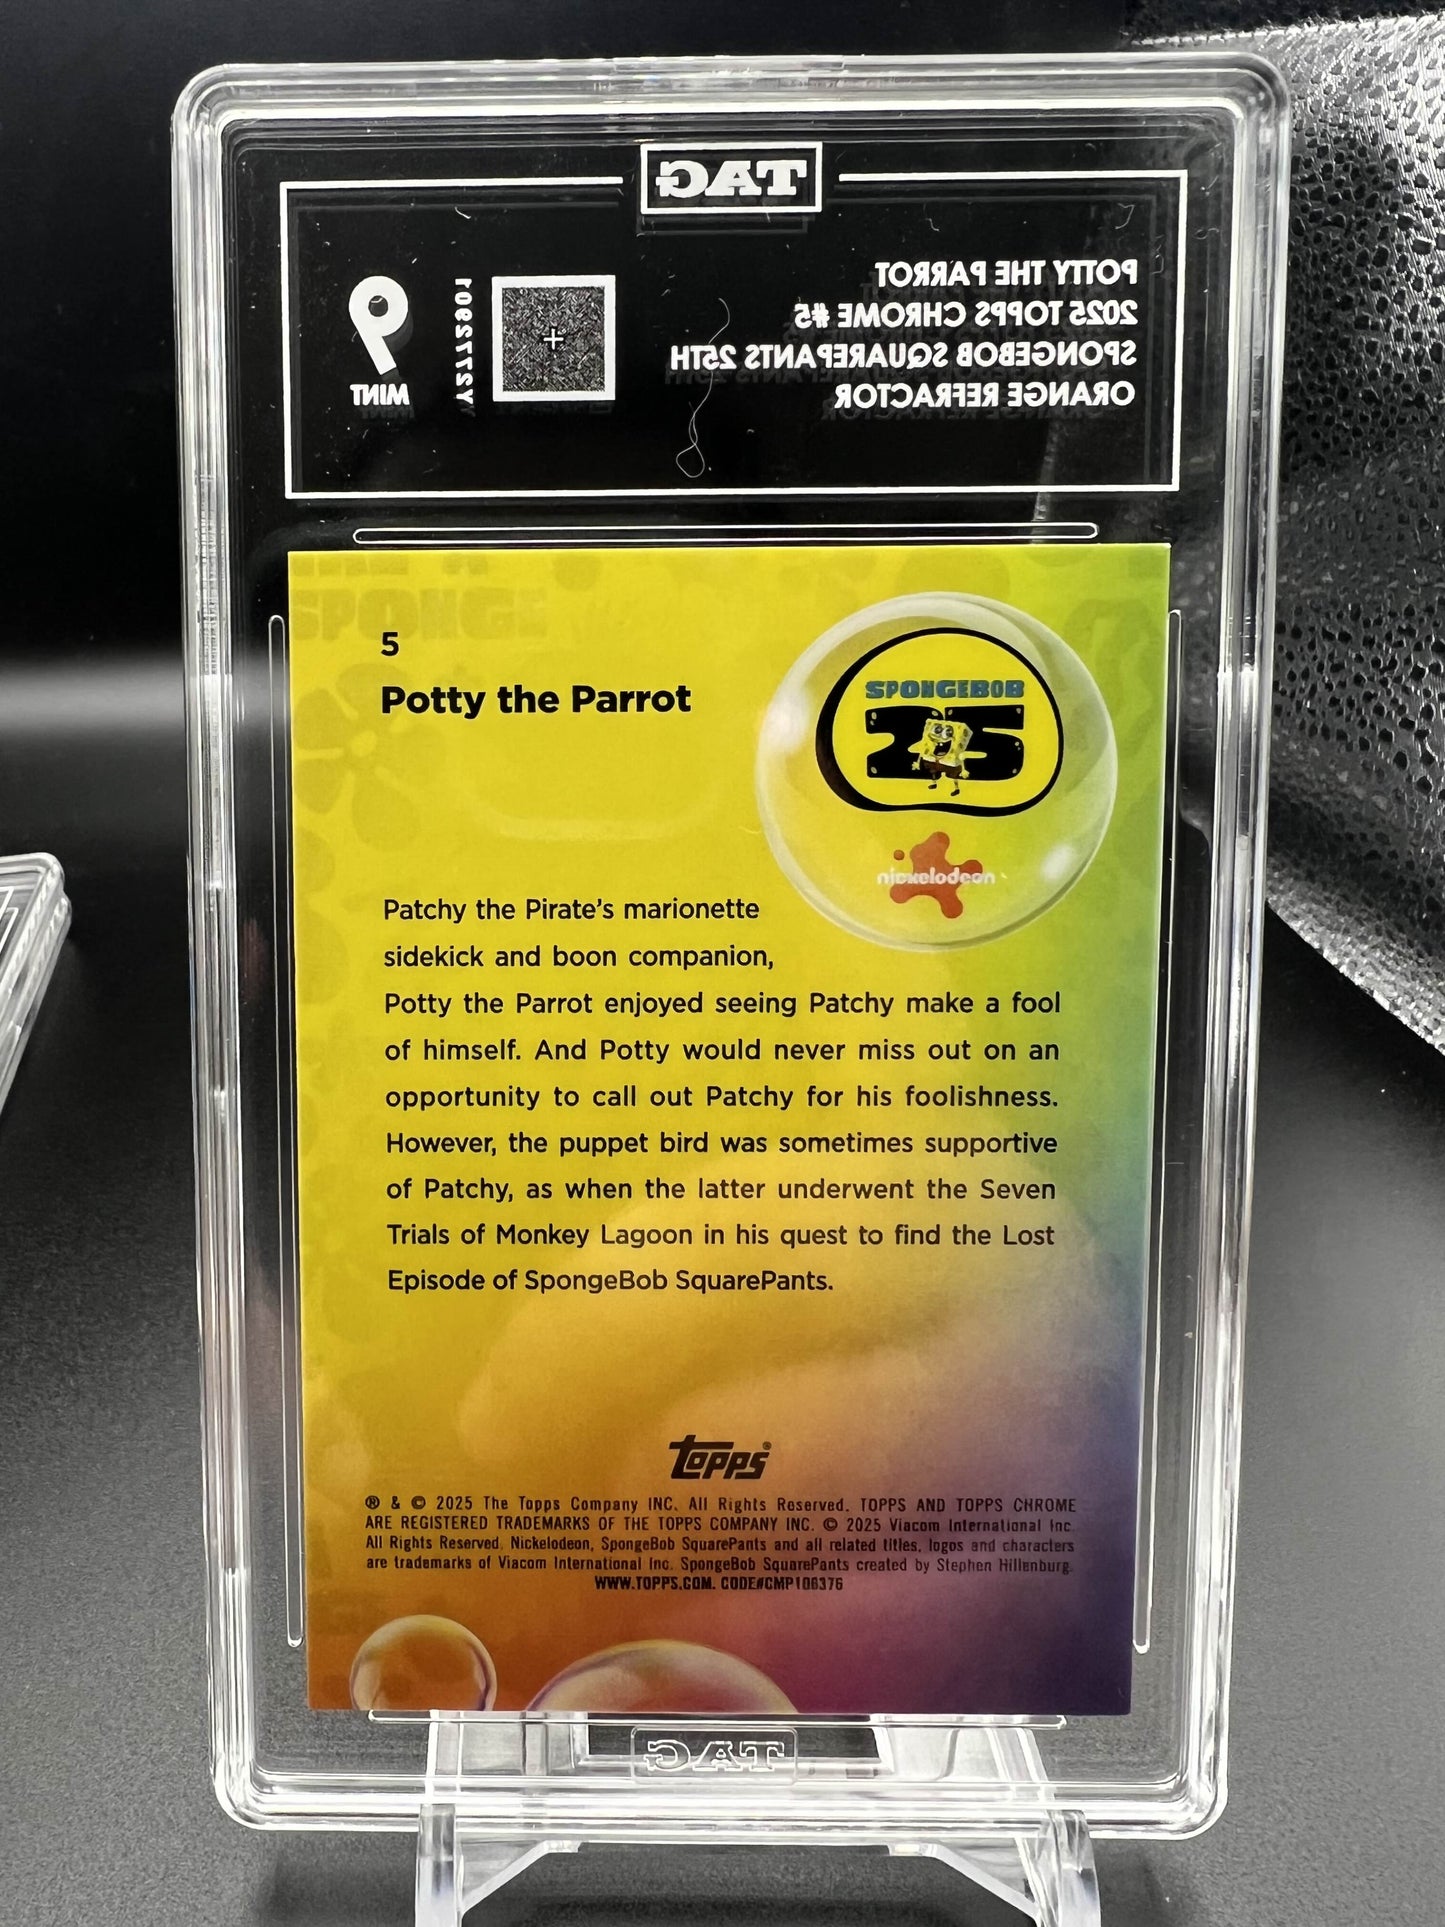 TAG
POTTY THE PARROT
2025 TOPPS CHROME #5
SPONGEBOB SQUAREPANTS 25TH
ORANGE REFRACTOR
9
MINT
SPONGE
5
Potty the Parrot
SPONGEBOB
25
nickelodeon
Patchy the Pirate's marionette
sidekick and boon companion,
Potty the Parrot enjoyed seeing Patchy make a fool
of himself. And Potty would never miss out on an
opportunity to call out Patchy for his foolishness.
However, the puppet bird was sometimes supportive
of Patchy, as when the latter underwent the Seven
Trials of Monkey Lagoon in his quest to find the Lost
Episode of SpongeBob SquarePants.
Topps®
® & © 2025 The Topps Company INC. All Rights Reserved. TOPPS AND TOPPS CHROME
ARE REGISTERED TRADEMARKS OF THE TOPPS COMPANY INC. © 2025 Viacom International Inc.
All Rights Reserved. Nickelodeon, SpongeBob SquarePants and all related titles, logos and characters
are trademarks of Viacom International Inc. SpongeBob SquarePants created by Stephen Hillenburg.
WWW.TOPPS.COM. CODE#CMP106376
TAG